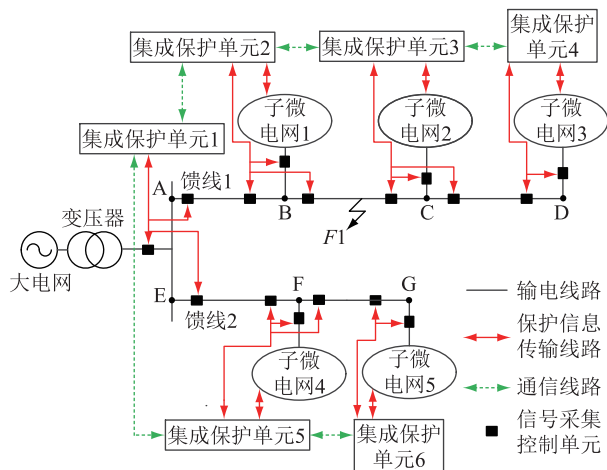 集成保护单元2
集成保护单元3
集成保护
单元4
子微
电网1
子微
电网2
子微
电网3
集成保护单元1
A
馈线1
B
C
D
F1
变压器
大电网
E
馈线2
F
G
子微
电网4
子微
电网5
集成保护单元5
集成保护
单元6
输电线路
保护信息
传输线路
通信线路
信号采集
控制单元